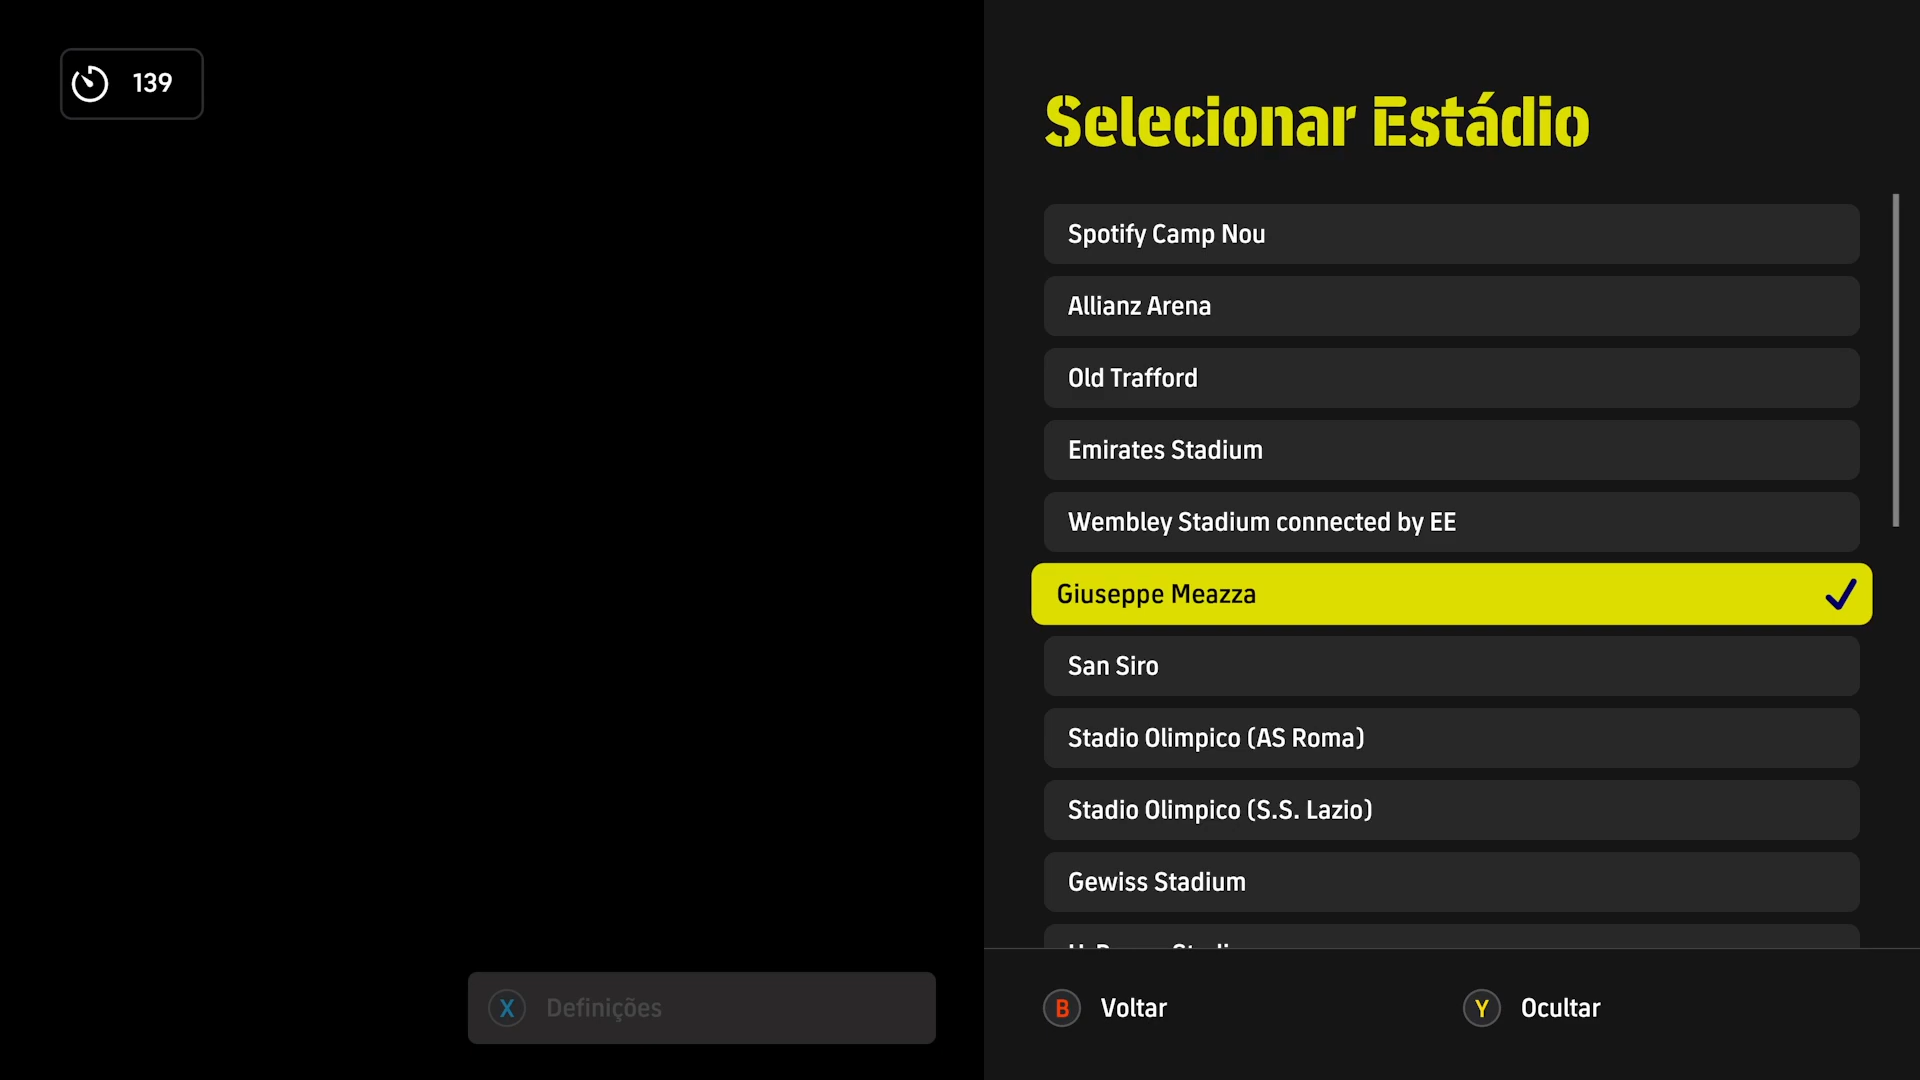 139
Selecionar Estádio
Spotify Camp Nou
Allianz Arena
Old Trafford
Emirates Stadium
Wembley Stadium connected by EE
Giuseppe Meazza
San Siro
Stadio Olimpico (AS Roma)
Stadio Olimpico (S.S. Lazio)
Gewiss Stadium
X Definições
B Voltar
Y Ocultar